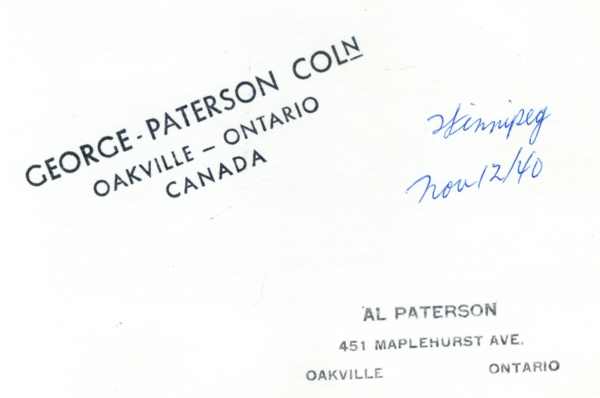 GEORGE-PATERSON COLN
OAKVILLE – ONTARIO
CANADA
Winnipeg
Nov 12/40
AL PATERSON
451 MAPLEHURST AVE.
OAKVILLE ONTARIO